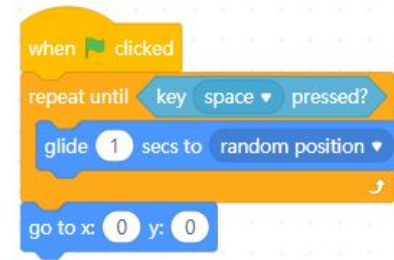 when clicked
repeat until key space pressed?
glide 1 secs to random position
go to x: 0 y: 0